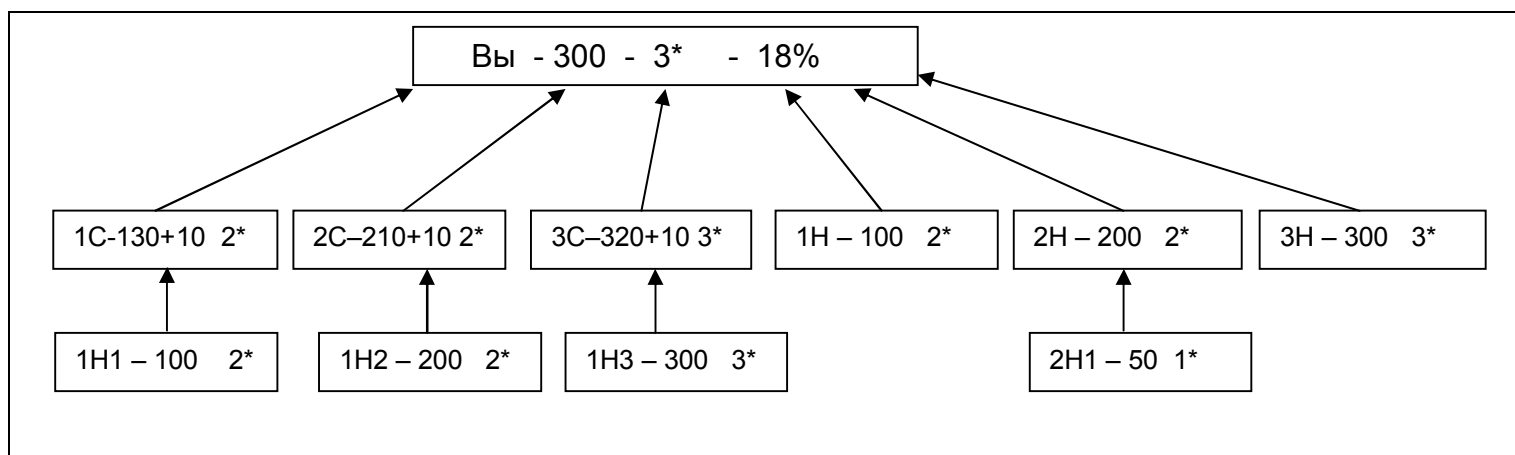 Вы - 300 - 3* - 18%
1С-130+10 2*
2С–210+10 2*
3С–320+10 3*
1Н – 100 2*
2Н – 200 2*
3Н – 300 3*
1Н1 – 100 2*
1Н2 – 200 2*
1Н3 – 300 3*
2Н1 – 50 1*